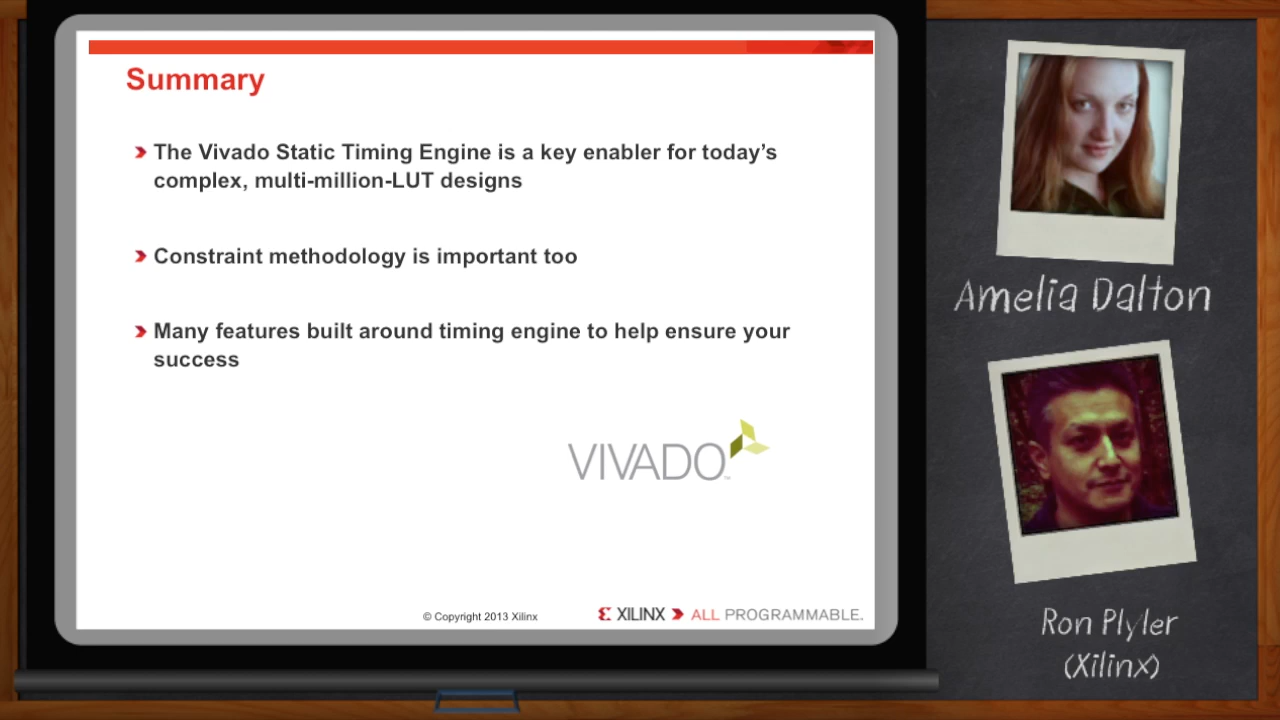 Summary
The Vivado Static Timing Engine is a key enabler for today's
complex, multi-million-LUT designs
Constraint methodology is important too
Many features built around timing engine to help ensure your
success
VIVADO™
© Copyright 2013 Xilinx
XILINX ALL PROGRAMMABLE.
Amelia Dalton
Ron Plyler
(Xilinx)